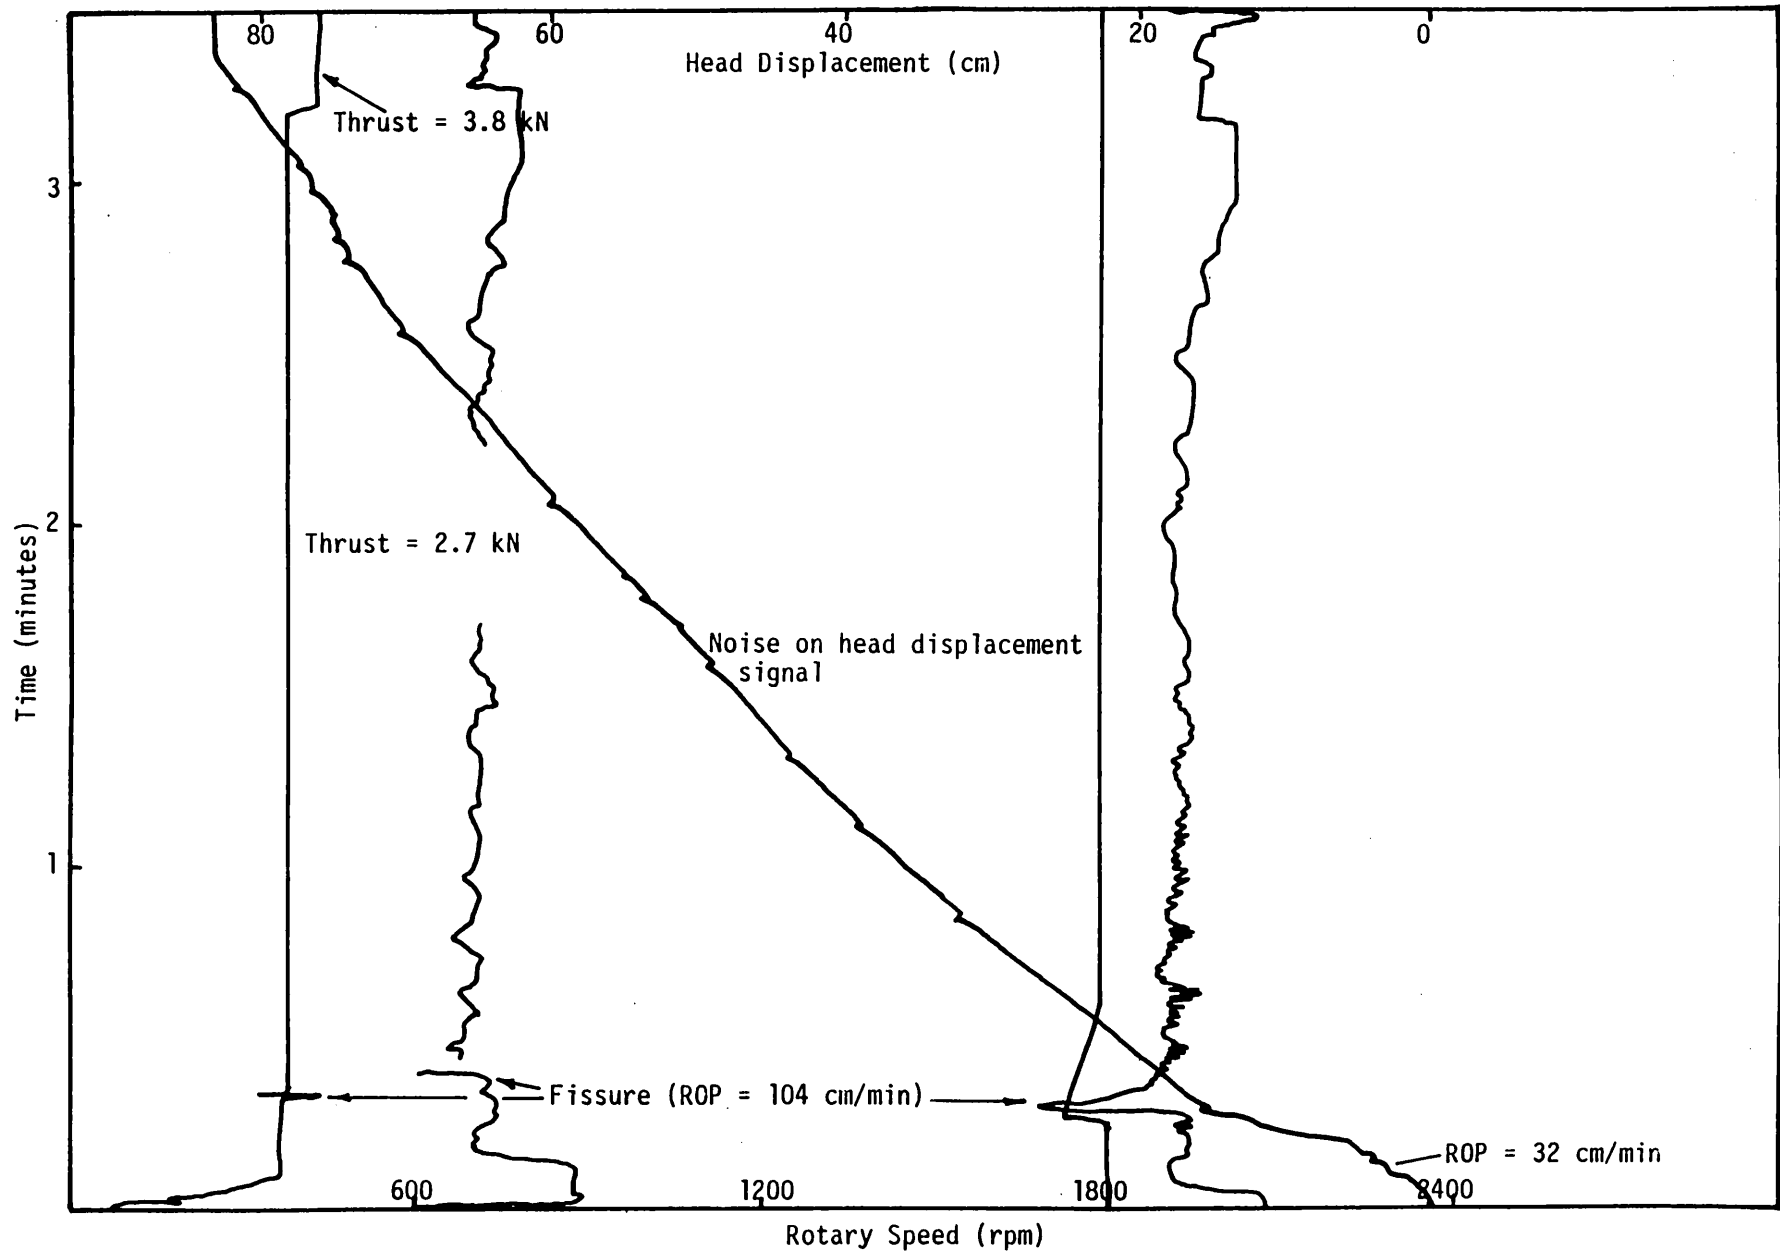 80 60 40 20 0
Head Displacement (cm)
Thrust = 3.8 kN
3
2
Thrust = 2.7 kN
Time (minutes)
Noise on head displacement
signal
1
Fissure (ROP = 104 cm/min)
ROP = 32 cm/min
600 1200 1800 2400
Rotary Speed (rpm)